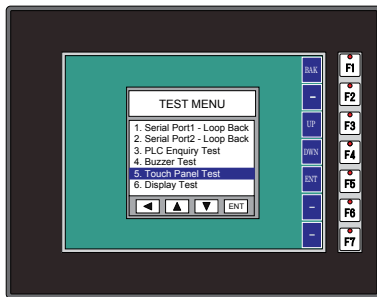 TEST MENU
1. Serial Port1 - Loop Back
2. Serial Port2 - Loop Back
3. PLC Enquiry Test
4. Buzzer Test
5. Touch Panel Test
6. Display Test
ENT
BAK
–
UP
DWN
ENT
–
–
F1
F2
F3
F4
F5
F6
F7